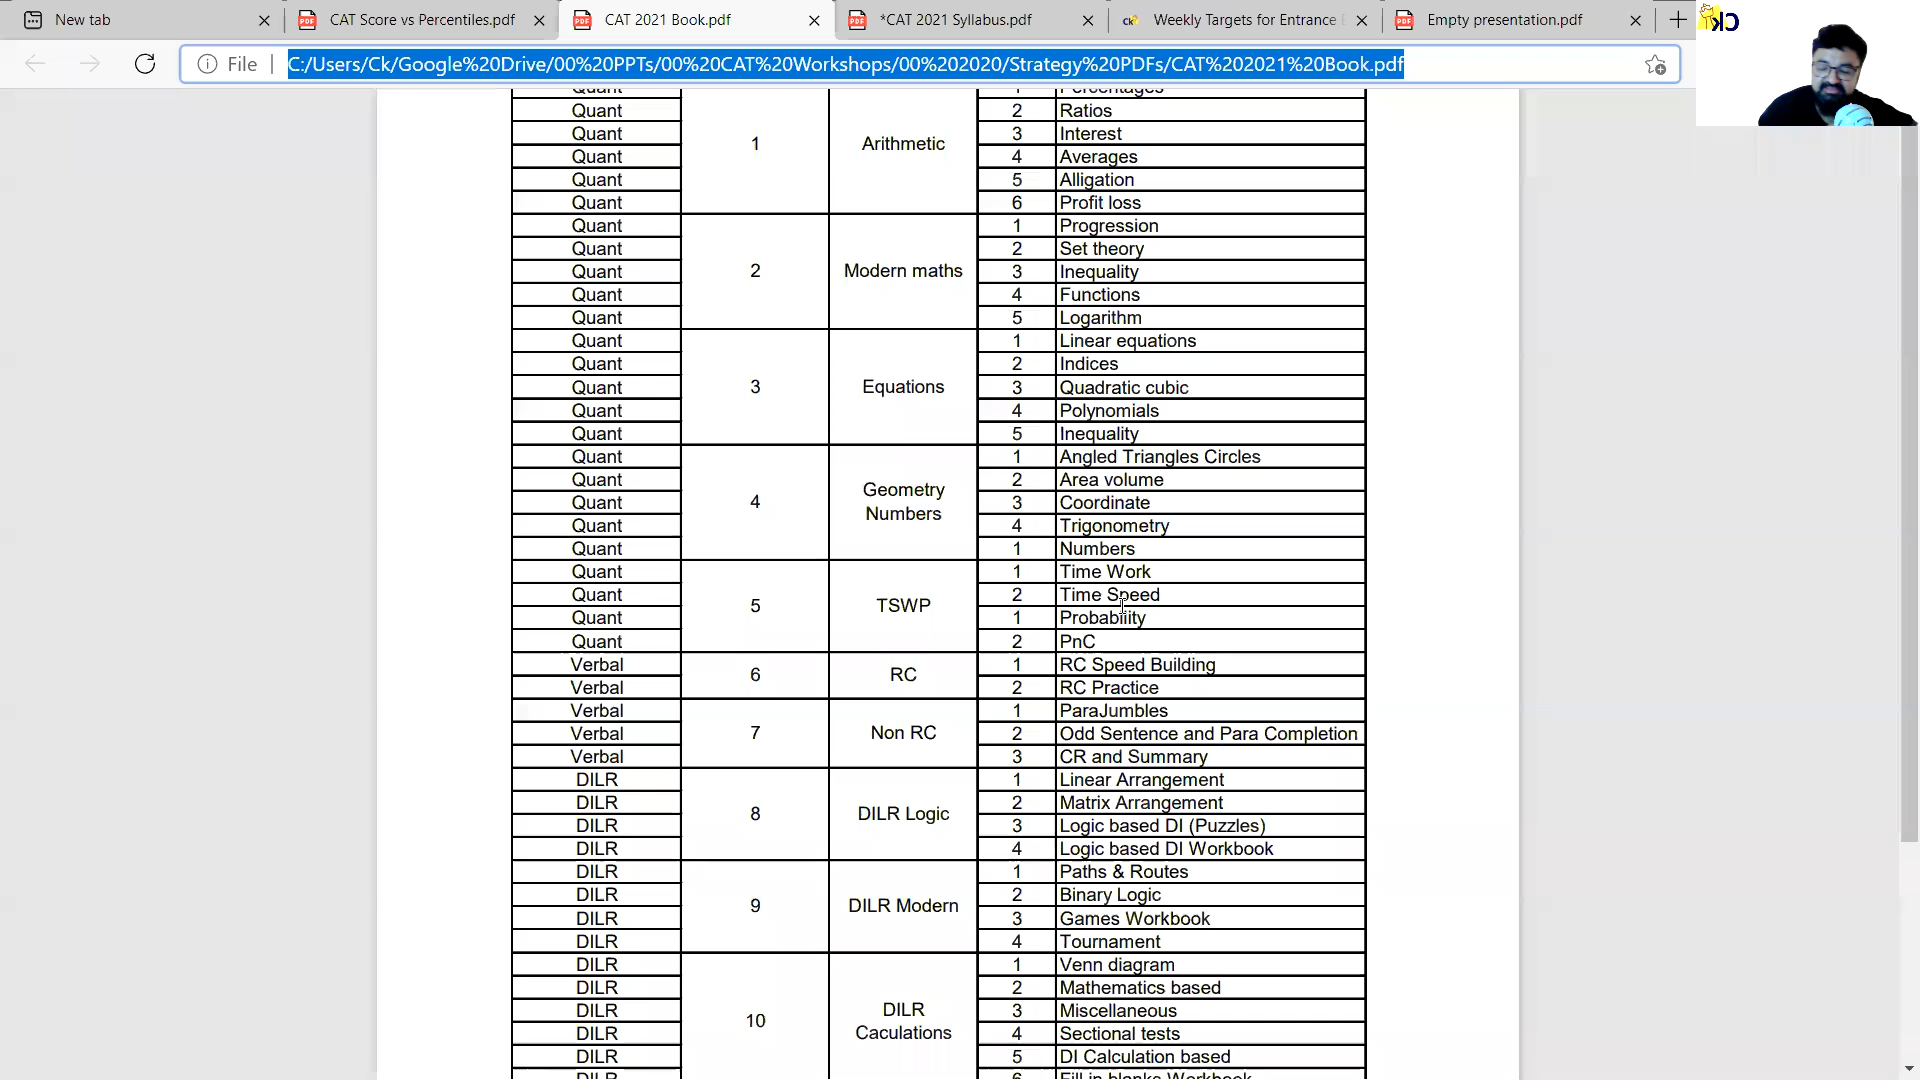 New tab
CAT Score vs Percentiles.pdf
CAT 2021 Book.pdf
*CAT 2021 Syllabus.pdf
Weekly Targets for Entrance
Empty presentation.pdf
File
C:/Users/Ck/Google%20Drive/00%20PPTs/00%20CAT%20Workshops/00%202020/Strategy%20PDFs/CAT%202021%20Book.pdf
Quant 1 Arithmetic 1 Percentages
Quant 2 Ratios
Quant 3 Interest
Quant 4 Averages
Quant 5 Alligation
Quant 6 Profit loss
Quant 2 Modern maths 1 Progression
Quant 2 Set theory
Quant 3 Inequality
Quant 4 Functions
Quant 5 Logarithm
Quant 3 Equations 1 Linear equations
Quant 2 Indices
Quant 3 Quadratic cubic
Quant 4 Polynomials
Quant 5 Inequality
Quant 4 Geometry Numbers 1 Angled Triangles Circles
Quant 2 Area volume
Quant 3 Coordinate
Quant 4 Trigonometry
Quant 1 Numbers
Quant 5 TSWP 1 Time Work
Quant 2 Time Speed
Quant 1 Probability
Quant 2 PnC
Verbal 6 RC 1 RC Speed Building
Verbal 2 RC Practice
Verbal 7 Non RC 1 ParaJumbles
Verbal 2 Odd Sentence and Para Completion
Verbal 3 CR and Summary
DILR 8 DILR Logic 1 Linear Arrangement
DILR 2 Matrix Arrangement
DILR 3 Logic based DI (Puzzles)
DILR 4 Logic based DI Workbook
DILR 9 DILR Modern 1 Paths & Routes
DILR 2 Binary Logic
DILR 3 Games Workbook
DILR 4 Tournament
DILR 10 DILR Caculations 1 Venn diagram
DILR 2 Mathematics based
DILR 3 Miscellaneous
DILR 4 Sectional tests
DILR 5 DI Calculation based
DILR 6 Fill in blanks Workbook